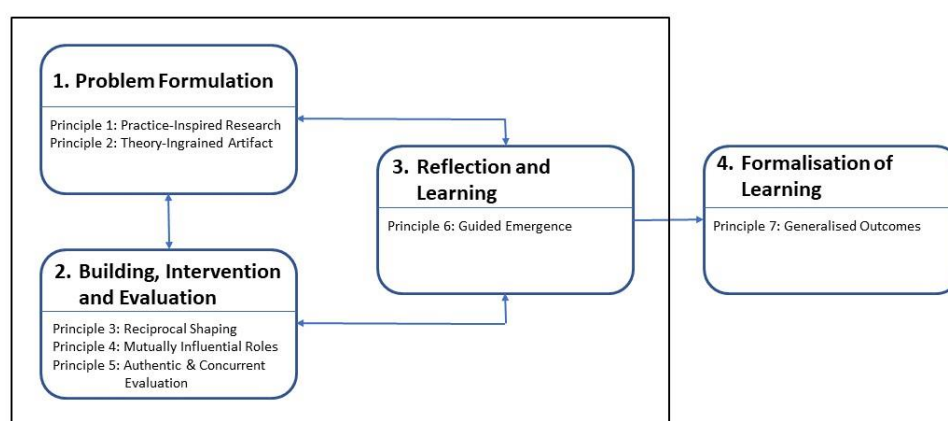 1. Problem Formulation
Principle 1: Practice-Inspired Research
Principle 2: Theory-Ingrained Artifact
2. Building, Intervention
and Evaluation
Principle 3: Reciprocal Shaping
Principle 4: Mutually Influential Roles
Principle 5: Authentic & Concurrent
Evaluation
3. Reflection and
Learning
Principle 6: Guided Emergence
4. Formalisation of
Learning
Principle 7: Generalised Outcomes